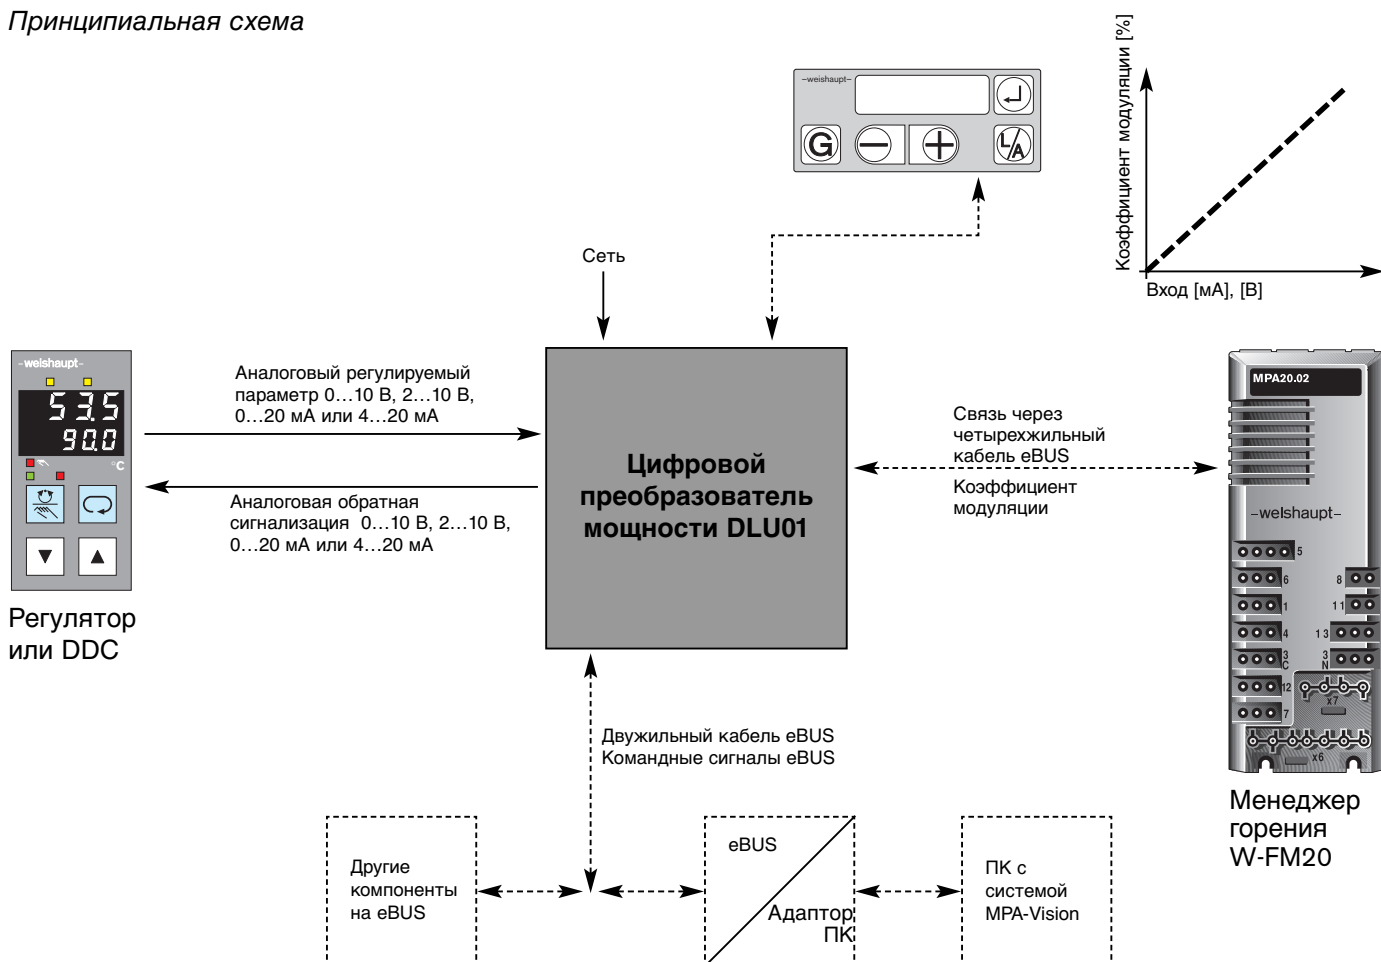 Принципиальная схема
–weishaupt–
G
L/A
Коэффициент модуляции [%]
Вход [мА], [В]
Сеть
–weishaupt–
53.5
90.0
°C
Регулятор
или DDC
Аналоговый регулируемый
параметр 0…10 В, 2…10 В,
0…20 мА или 4…20 мА
Аналоговая обратная
сигнализация 0…10 В, 2…10 В,
0…20 мА или 4…20 мА
Цифровой
преобразователь
мощности DLU01
Связь через
четырехжильный
кабель eBUS
Коэффициент
модуляции
MPA20.02
–weishaupt–
5
6 8
1 11
4 13
3 C 3 N
12
7
x7
x6
Менеджер
горения
W-FM20
Двужильный кабель eBUS
Командные сигналы eBUS
Другие
компоненты
на eBUS
eBUS
Адаптор
ПК
ПК с
системой
MPA-Vision